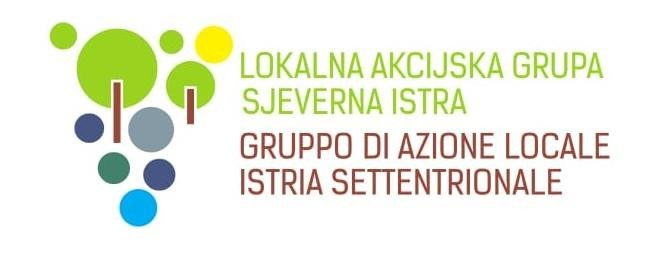 LOKALNA AKCIJSKA GRUPA
SJEVERNA ISTRA
GRUPPO DI AZIONE LOCALE
ISTRIA SETTENTRIONALE